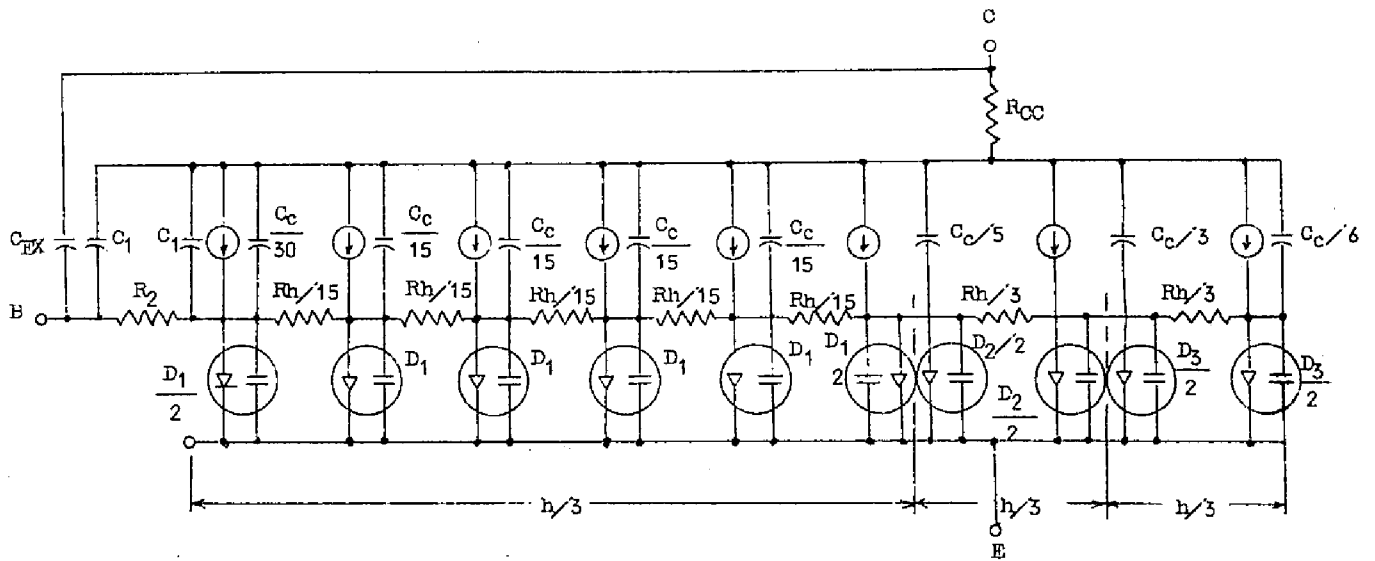 C
R_CC
C_EX
C_1
C_1
C_c/30
C_c/15
C_c/15
C_c/15
C_c/15
C_c/5
C_c/3
C_c/6
B
R_2
Rh/15
Rh/15
Rh/15
Rh/15
Rh/15
Rh/3
Rh/3
D_1/2
D_1
D_1
D_1
D_1
D_1/2
D_2/2
D_2/2
D_3/2
D_3/2
h/3
h/3
h/3
E